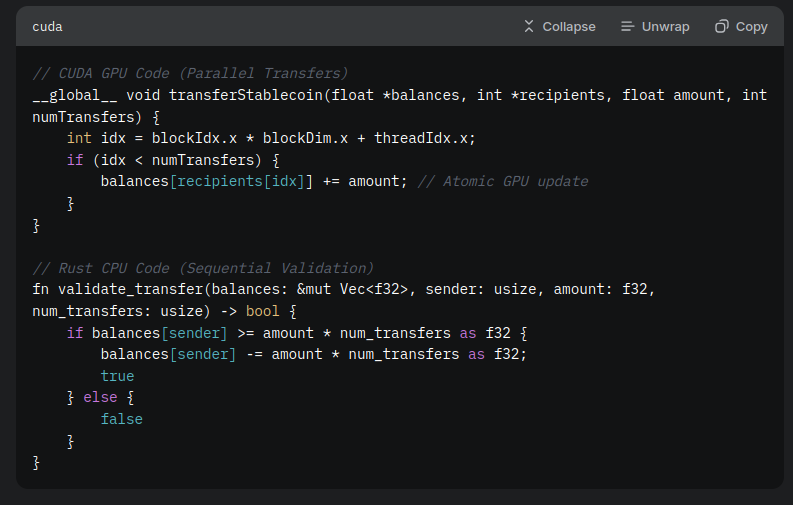 cuda Collapse Unwrap Copy
// CUDA GPU Code (Parallel Transfers)
__global__ void transferStablecoin(float *balances, int *recipients, float amount, int
numTransfers) {
    int idx = blockIdx.x * blockDim.x + threadIdx.x;
    if (idx < numTransfers) {
        balances[recipients[idx]] += amount; // Atomic GPU update
    }
}

// Rust CPU Code (Sequential Validation)
fn validate_transfer(balances: &mut Vec<f32>, sender: usize, amount: f32,
num_transfers: usize) -> bool {
    if balances[sender] >= amount * num_transfers as f32 {
        balances[sender] -= amount * num_transfers as f32;
        true
    } else {
        false
    }
}